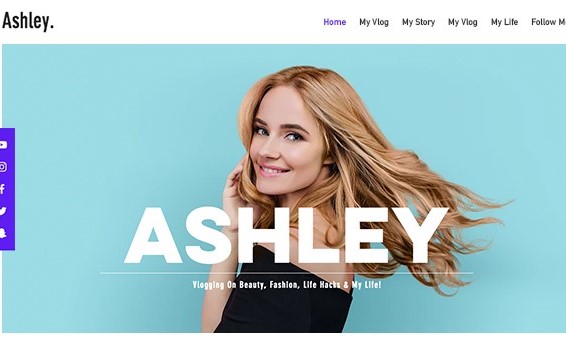 Ashley.
Home My Vlog My Story My Vlog My Life Follow
ASHLEY
Vlogging On Beauty, Fashion, Life Hacks & My Life!